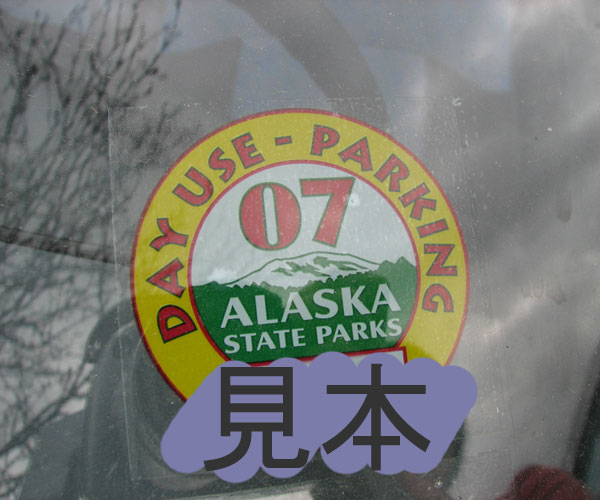 DAY USE - PARKING
07
ALASKA
STATE PARKS
見本